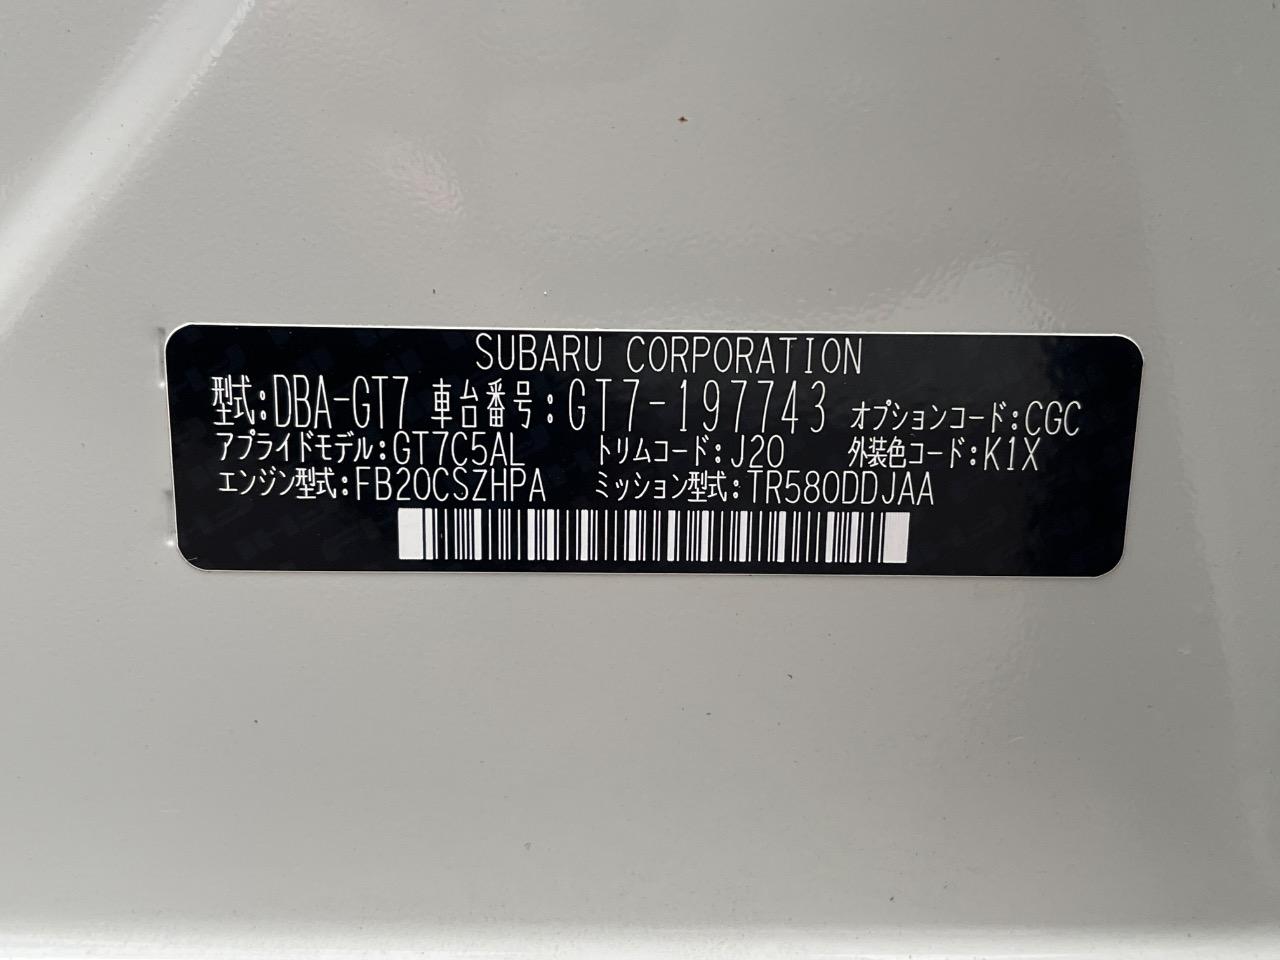 SUBARU CORPORATION
型式:DBA-GT7 車台番号:GT7-197743 オプションコード:CGC
アプライドモデル:GT7C5AL トリムコード:J20 外装色コード:K1X
エンジン型式:FB20CSZHPA ミッション型式:TR580DDJAA